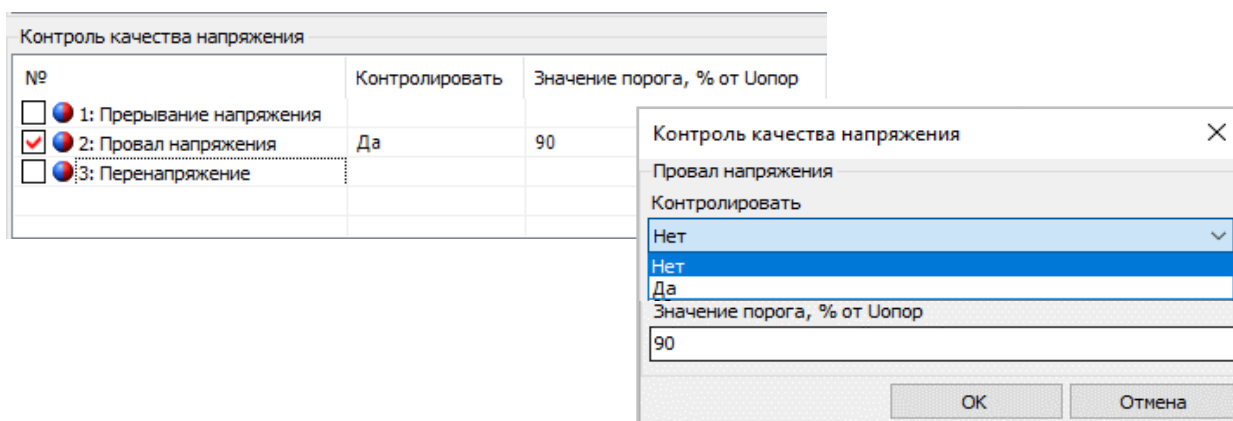 Контроль качества напряжения
№ Контролировать Значение порога, % от Uопор
1: Прерывание напряжения
2: Провал напряжения Да 90
3: Перенапряжение
Контроль качества напряжения
Провал напряжения
Контролировать
Нет
Нет
Да
Значение порога, % от Uопор
90
OK Отмена